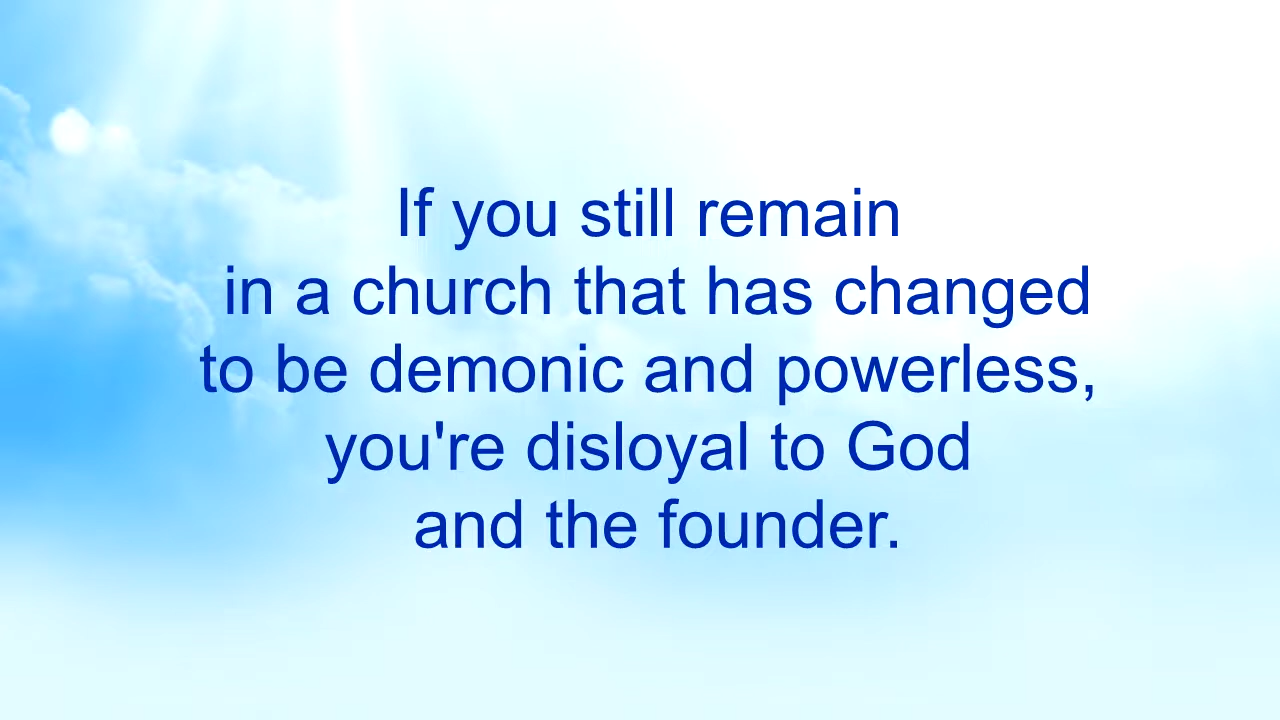 If you still remain
in a church that has changed
to be demonic and powerless,
you're disloyal to God
and the founder.